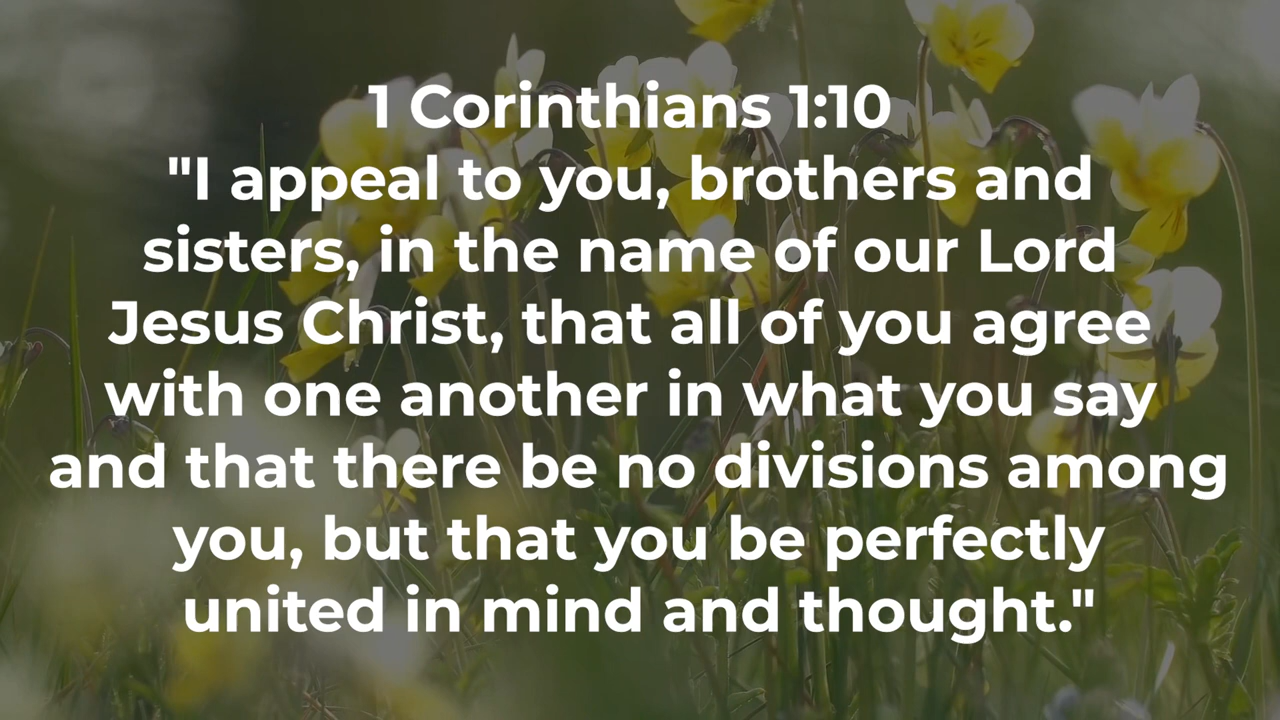 1 Corinthians 1:10
"I appeal to you, brothers and
sisters, in the name of our Lord
Jesus Christ, that all of you agree
with one another in what you say
and that there be no divisions among
you, but that you be perfectly
united in mind and thought."